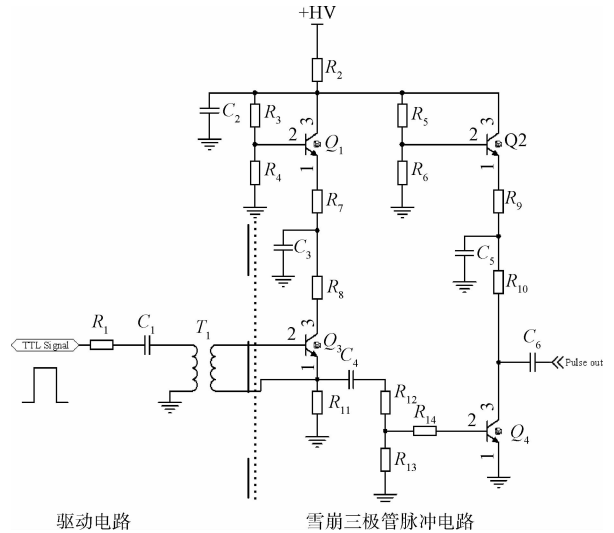 +HV
R2
C2
R3
3
2
Q1
R5
3
2
Q2
R4
1
R6
1
R7
R9
C3
C5
R8
R10
TTL Signal
R1
C1
T1
3
2
Q3
1
C4
C6
Pulse out
R11
R12
R14
3
2
Q4
1
R13
驱动电路
雪崩三极管脉冲电路